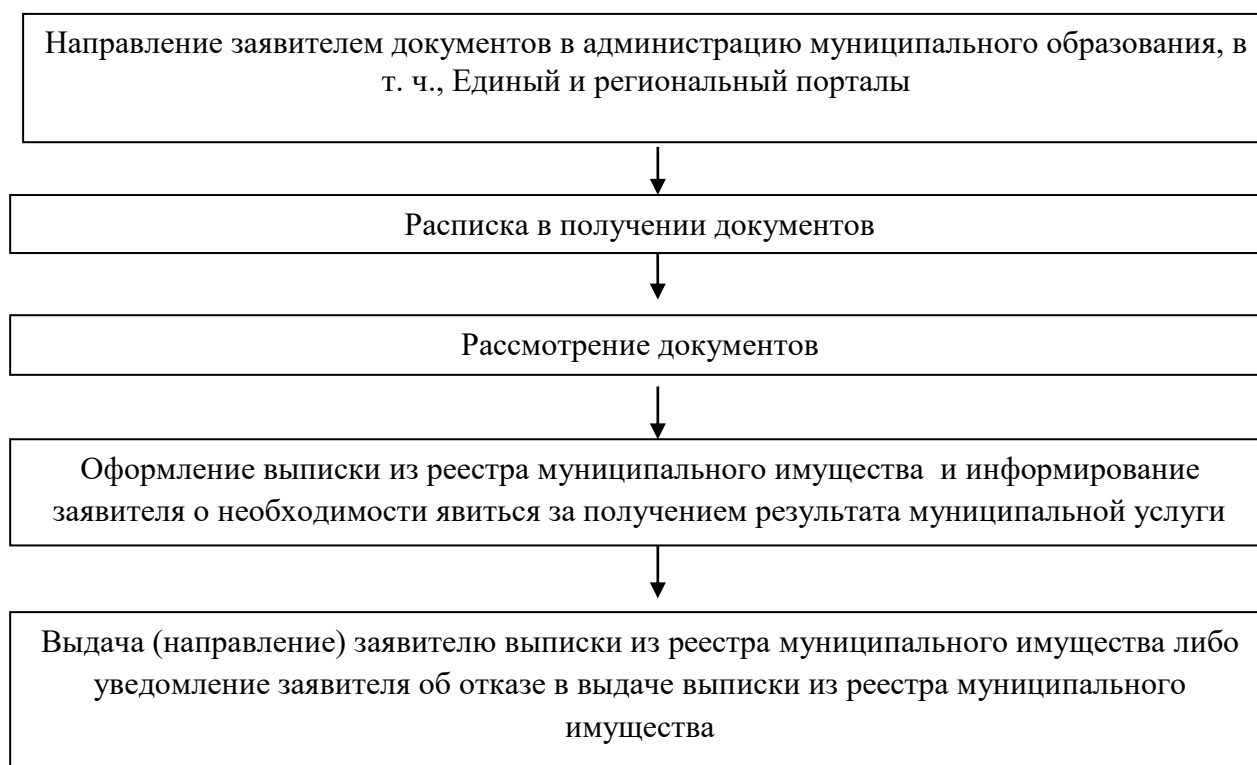 Направление заявителем документов в администрацию муниципального образования, в
т. ч., Единый и региональный порталы
Расписка в получении документов
Рассмотрение документов
Оформление выписки из реестра муниципального имущества  и информирование
заявителя о необходимости явиться за получением результата муниципальной услуги
Выдача (направление) заявителю выписки из реестра муниципального имущества либо
уведомление заявителя об отказе в выдаче выписки из реестра муниципального
имущества